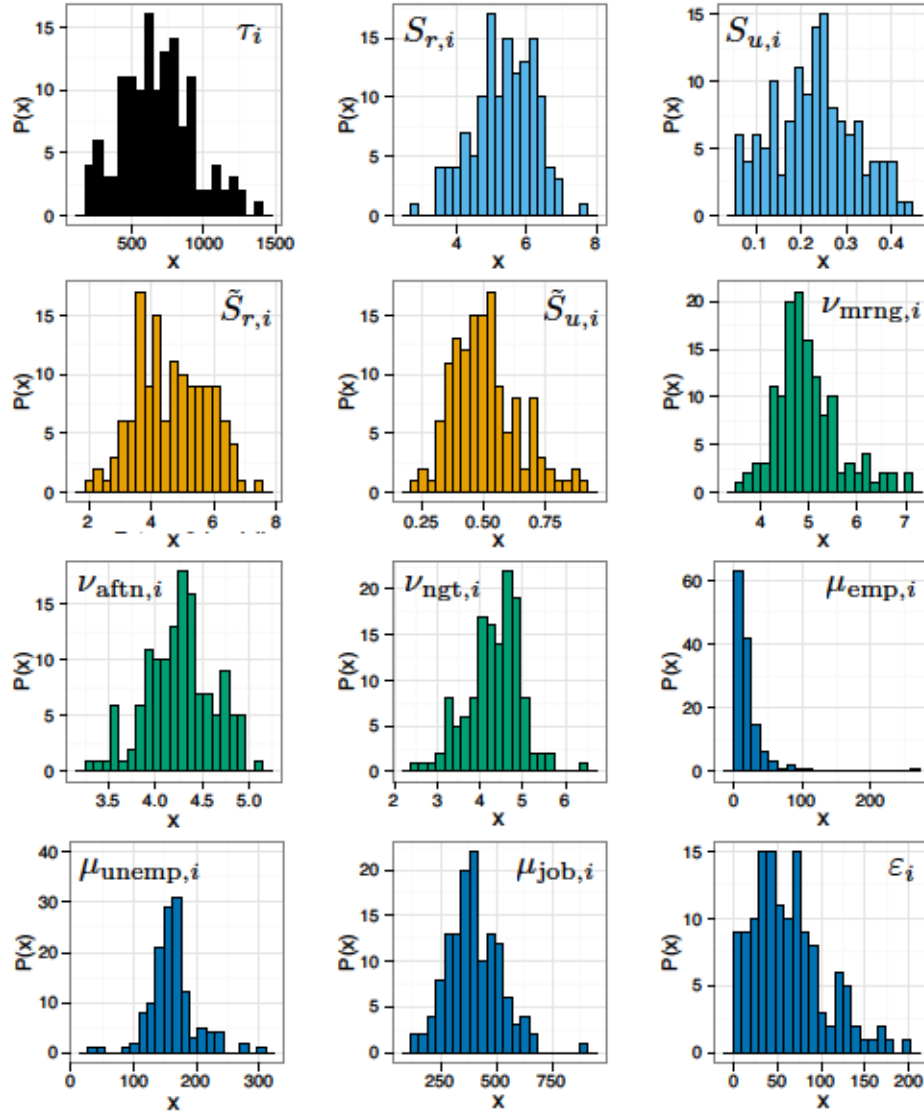 τi
Sr,i
Su,i
P(x)
15
10
5
0
500 1000 1500
x
P(x)
15
10
5
0
4 6 8
x
P(x)
15
10
5
0
0.1 0.2 0.3 0.4
x
S̃r,i
S̃u,i
νmrng,i
P(x)
15
10
5
0
2 4 6 8
x
P(x)
15
10
5
0
0.25 0.50 0.75
x
P(x)
20
15
10
5
0
4 5 6 7
x
νaftn,i
νngt,i
μemp,i
P(x)
15
10
5
0
3.5 4.0 4.5 5.0
x
P(x)
20
15
10
5
0
2 3 4 5 6
x
P(x)
60
40
20
0
0 100 200
x
μunemp,i
μjob,i
εi
P(x)
40
30
20
10
0
0 100 200 300
x
P(x)
20
15
10
5
0
250 500 750
x
P(x)
15
10
5
0
0 50 100 150 200
x